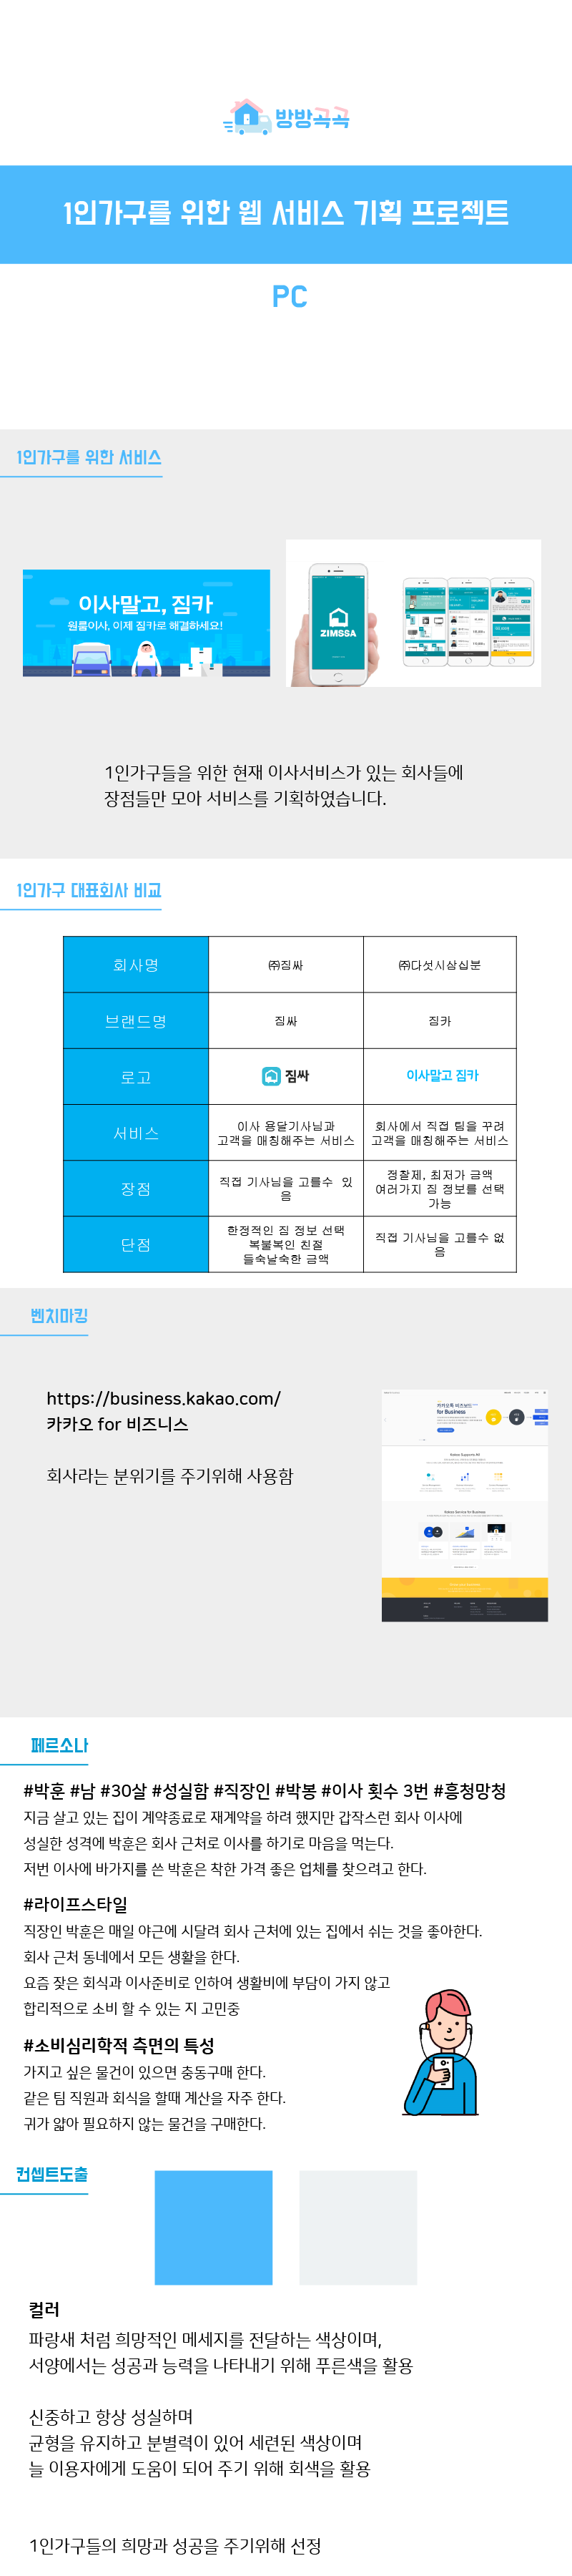 방방곡곡
1인가구를 위한 웹 서비스 기획 프로젝트
PC
1인가구를 위한 서비스
이사말고, 짐카
원룸이사, 이제 짐카로 해결하세요!
ZIMSSA
1인가구들을 위한 현재 이사서비스가 있는 회사들에
장점들만 모아 서비스를 기획하였습니다.
1인가구 대표회사 비교
회사명 ㈜짐싸 ㈜다섯시삼십분
브랜드명 짐싸 짐카
로고 짐싸 이사말고 짐카
서비스
이사 용달기사님과
고객을 매칭해주는 서비스
회사에서 직접 팀을 꾸려
고객을 매칭해주는 서비스
장점
직접 기사님을 고를수 있
음
정찰제, 최저가 금액
여러가지 짐 정보를 선택
가능
단점
한정적인 짐 정보 선택
복불복인 친절
들숙날숙한 금액
직접 기사님을 고를수 없
음
벤치마킹
https://business.kakao.com/
카카오 for 비즈니스
회사라는 분위기를 주기위해 사용함
카카오톡 비즈보드
for Business
페르소나
#박훈 #남 #30살 #성실함 #직장인 #박봉 #이사 횟수 3번 #흥청망청
지금 살고 있는 집이 계약종료로 재계약을 하려 했지만 갑작스런 회사 이사에
성실한 성격에 박훈은 회사 근처로 이사를 하기로 마음을 먹는다.
저번 이사에 바가지를 쓴 박훈은 착한 가격 좋은 업체를 찾으려고 한다.
#라이프스타일
직장인 박훈은 매일 야근에 시달려 회사 근처에 있는 집에서 쉬는 것을 좋아한다.
회사 근처 동네에서 모든 생활을 한다.
요즘 잦은 회식과 이사준비로 인하여 생활비에 부담이 가지 않고
합리적으로 소비 할 수 있는 지 고민중
#소비심리학적 측면의 특성
가지고 싶은 물건이 있으면 충동구매 한다.
같은 팀 직원과 회식을 할때 계산을 자주 한다.
귀가 얇아 필요하지 않는 물건을 구매한다.
컨셉트도출
컬러
파랑새 처럼 희망적인 메세지를 전달하는 색상이며,
서양에서는 성공과 능력을 나타내기 위해 푸른색을 활용
신중하고 항상 성실하며
균형을 유지하고 분별력이 있어 세련된 색상이며
늘 이용자에게 도움이 되어 주기 위해 회색을 활용
1인가구들의 희망과 성공을 주기위해 선정